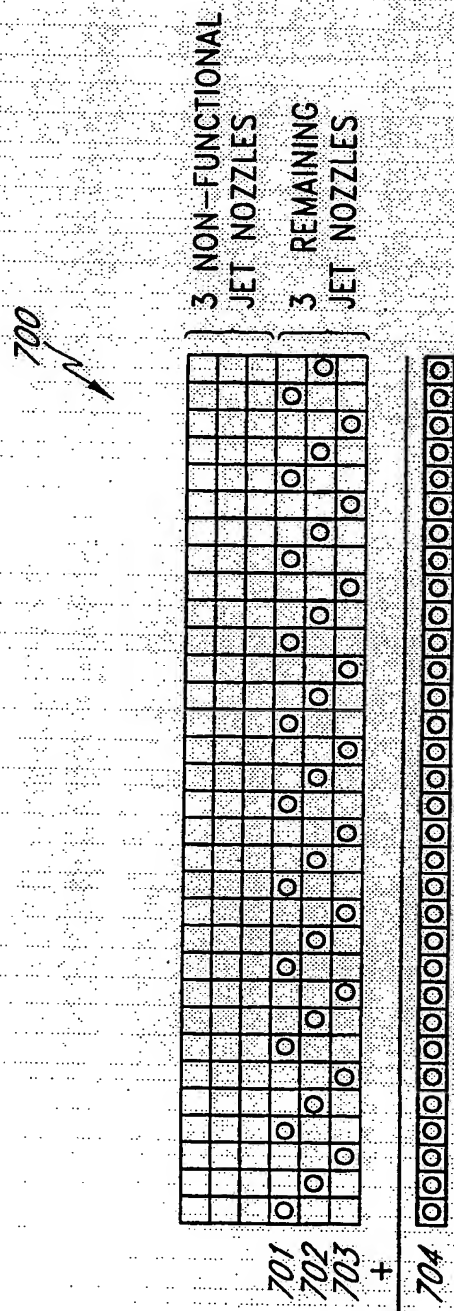 700
3 NON-FUNCTIONAL
JET NOZZLES
3 REMAINING
JET NOZZLES
701
702
703
+
704